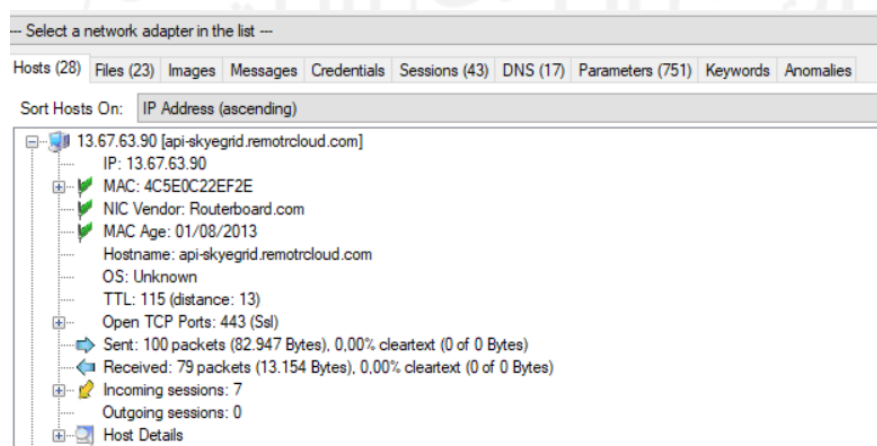 --- Select a network adapter in the list ---
Hosts (28) Files (23) Images Messages Credentials Sessions (43) DNS (17) Parameters (751) Keywords Anomalies
Sort Hosts On: IP Address (ascending)
13.67.63.90 [api-skyegrid.remotrcloud.com]
IP: 13.67.63.90
MAC: 4C5E0C22EF2E
NIC Vendor: Routerboard.com
MAC Age: 01/08/2013
Hostname: api-skyegrid.remotrcloud.com
OS: Unknown
TTL: 115 (distance: 13)
Open TCP Ports: 443 (Ssl)
Sent: 100 packets (82.947 Bytes), 0,00% cleartext (0 of 0 Bytes)
Received: 79 packets (13.154 Bytes), 0,00% cleartext (0 of 0 Bytes)
Incoming sessions: 7
Outgoing sessions: 0
Host Details